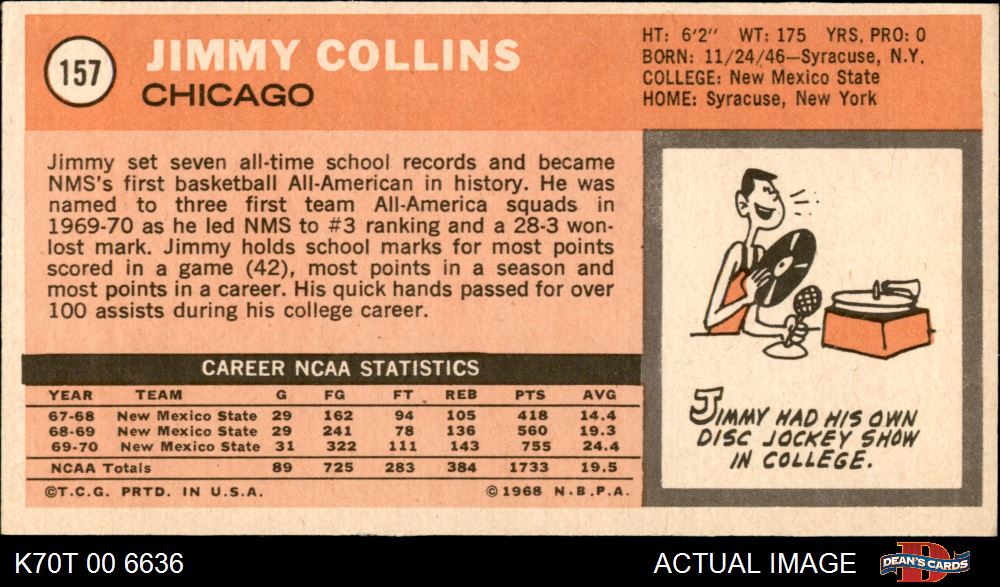 157
JIMMY COLLINS
CHICAGO
HT: 6'2" WT: 175 YRS. PRO: 0
BORN: 11/24/46—Syracuse, N.Y.
COLLEGE: New Mexico State
HOME: Syracuse, New York
Jimmy set seven all-time school records and became
NMS's first basketball All-American in history. He was
named to three first team All-America squads in
1969-70 as he led NMS to #3 ranking and a 28-3 won-
lost mark. Jimmy holds school marks for most points
scored in a game (42), most points in a season and
most points in a career. His quick hands passed for over
100 assists during his college career.
CAREER NCAA STATISTICS
YEAR TEAM G FG FT REB PTS AVG
67-68 New Mexico State 29 162 94 105 418 14.4
68-69 New Mexico State 29 241 78 136 560 19.3
69-70 New Mexico State 31 322 111 143 755 24.4
NCAA Totals 89 725 283 384 1733 19.5
©T.C.G. PRTD. IN U.S.A. ©1968 N.B.P.A.
JIMMY HAD HIS OWN
DISC JOCKEY SHOW
IN COLLEGE.
K70T 00 6636 ACTUAL IMAGE
D
DEAN'S CARDS